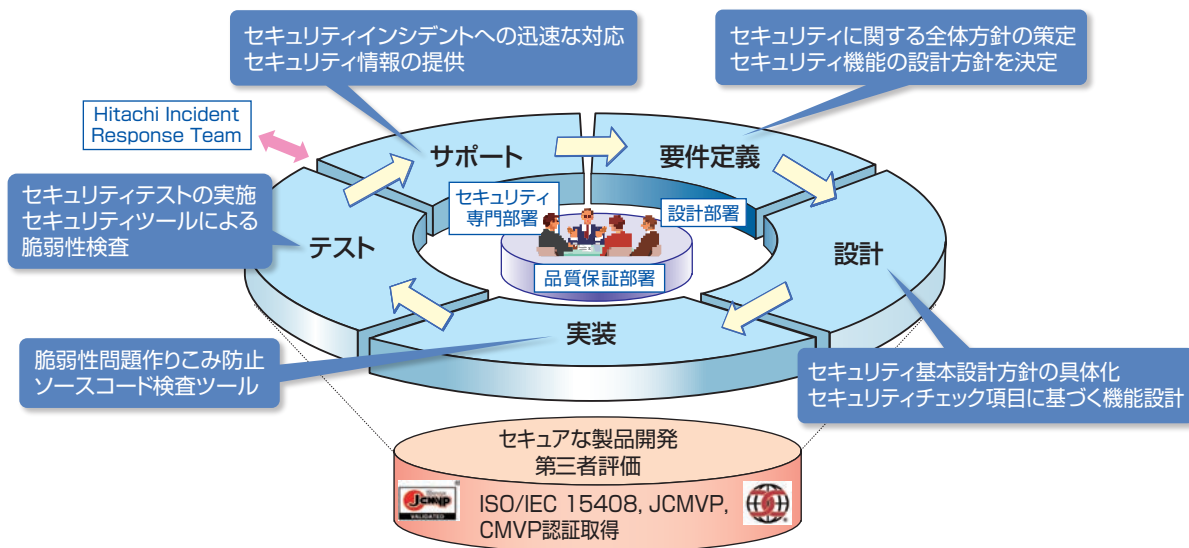 セキュリティインシデントへの迅速な対応
セキュリティ情報の提供
セキュリティに関する全体方針の策定
セキュリティ機能の設計方針を決定
Hitachi Incident
Response Team
サポート
要件定義
セキュリティテストの実施
セキュリティツールによる
脆弱性検査
セキュリティ
専門部署
設計部署
テスト
設計
品質保証部署
実装
脆弱性問題作りこみ防止
ソースコード検査ツール
セキュリティ基本設計方針の具体化
セキュリティチェック項目に基づく機能設計
セキュアな製品開発
第三者評価
JCMVP
VALIDATED
ISO/IEC 15408, JCMVP,
CMVP認証取得